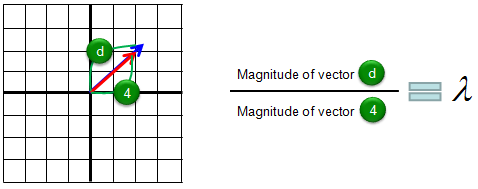 d
4
Magnitude of vector d
Magnitude of vector 4
= λ